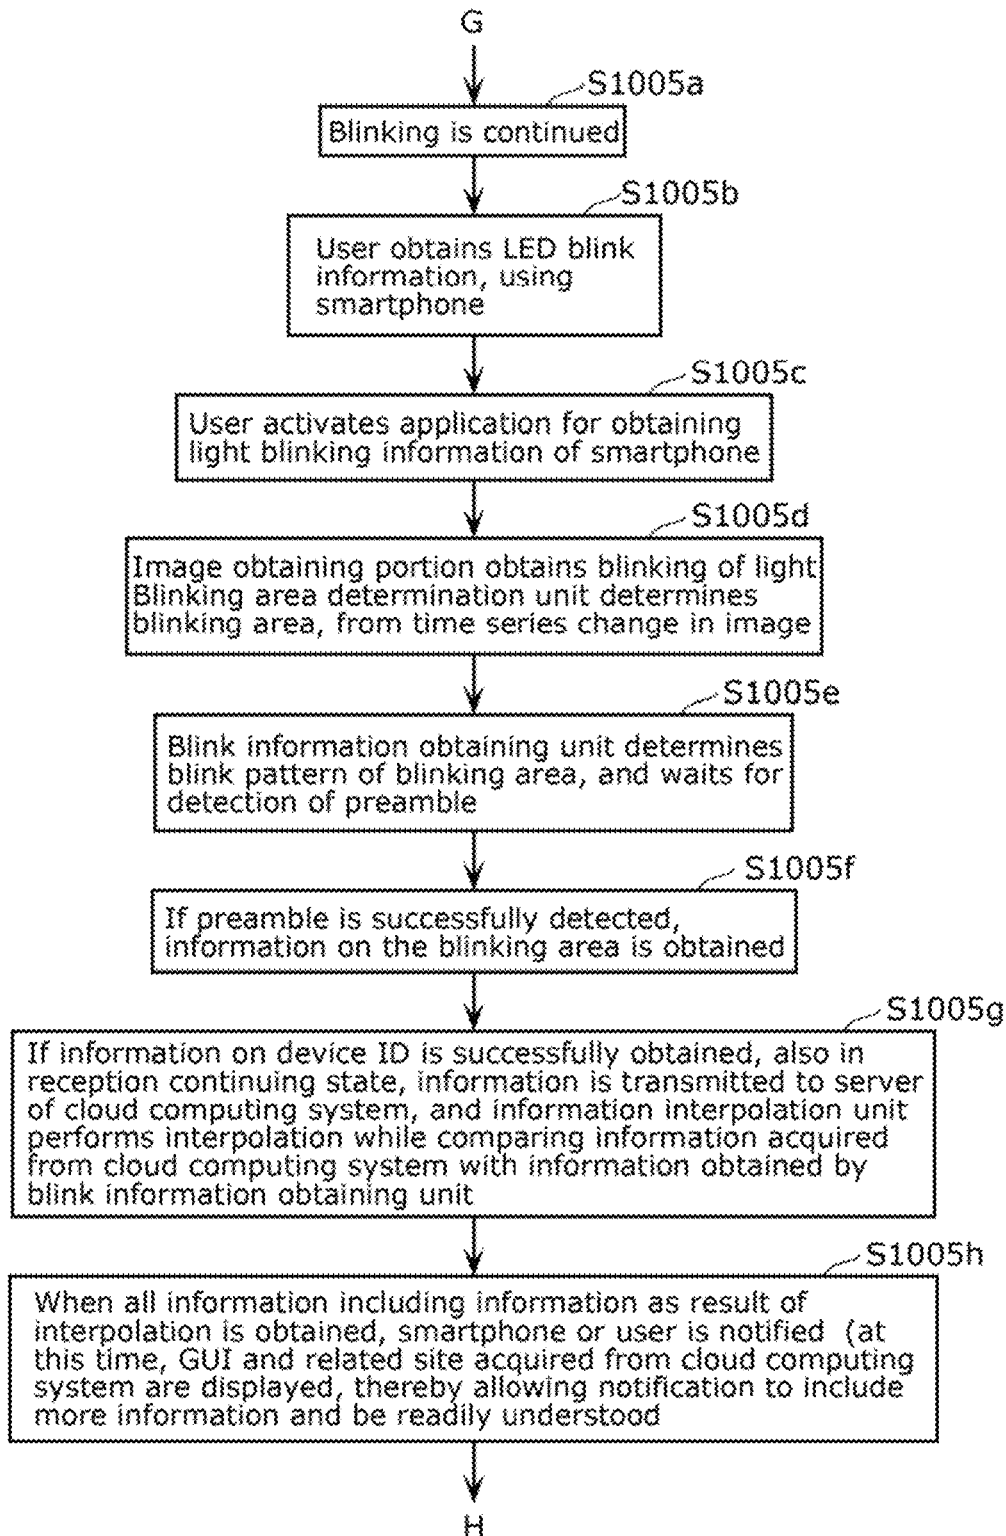 G
S1005a
Blinking is continued
S1005b
User obtains LED blink
information, using
smartphone
S1005c
User activates application for obtaining
light blinking information of smartphone
S1005d
Image obtaining portion obtains blinking of light
Blinking area determination unit determines
blinking area, from time series change in image
S1005e
Blink information obtaining unit determines
blink pattern of blinking area, and waits for
detection of preamble
S1005f
If preamble is successfully detected,
information on the blinking area is obtained
S1005g
If information on device ID is successfully obtained, also in
reception continuing state, information is transmitted to server
of cloud computing system, and information interpolation unit
performs interpolation while comparing information acquired
from cloud computing system with information obtained by
blink information obtaining unit
S1005h
When all information including information as result of
interpolation is obtained, smartphone or user is notified (at
this time, GUI and related site acquired from cloud computing
system are displayed, thereby allowing notification to include
more information and be readily understood
H